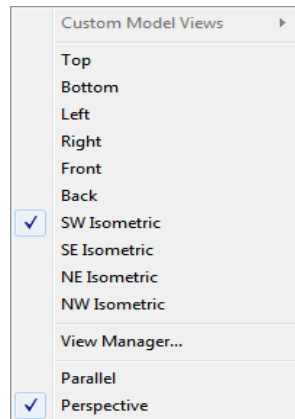 Custom Model Views
Top
Bottom
Left
Right
Front
Back
SW Isometric
SE Isometric
NE Isometric
NW Isometric
View Manager...
Parallel
Perspective